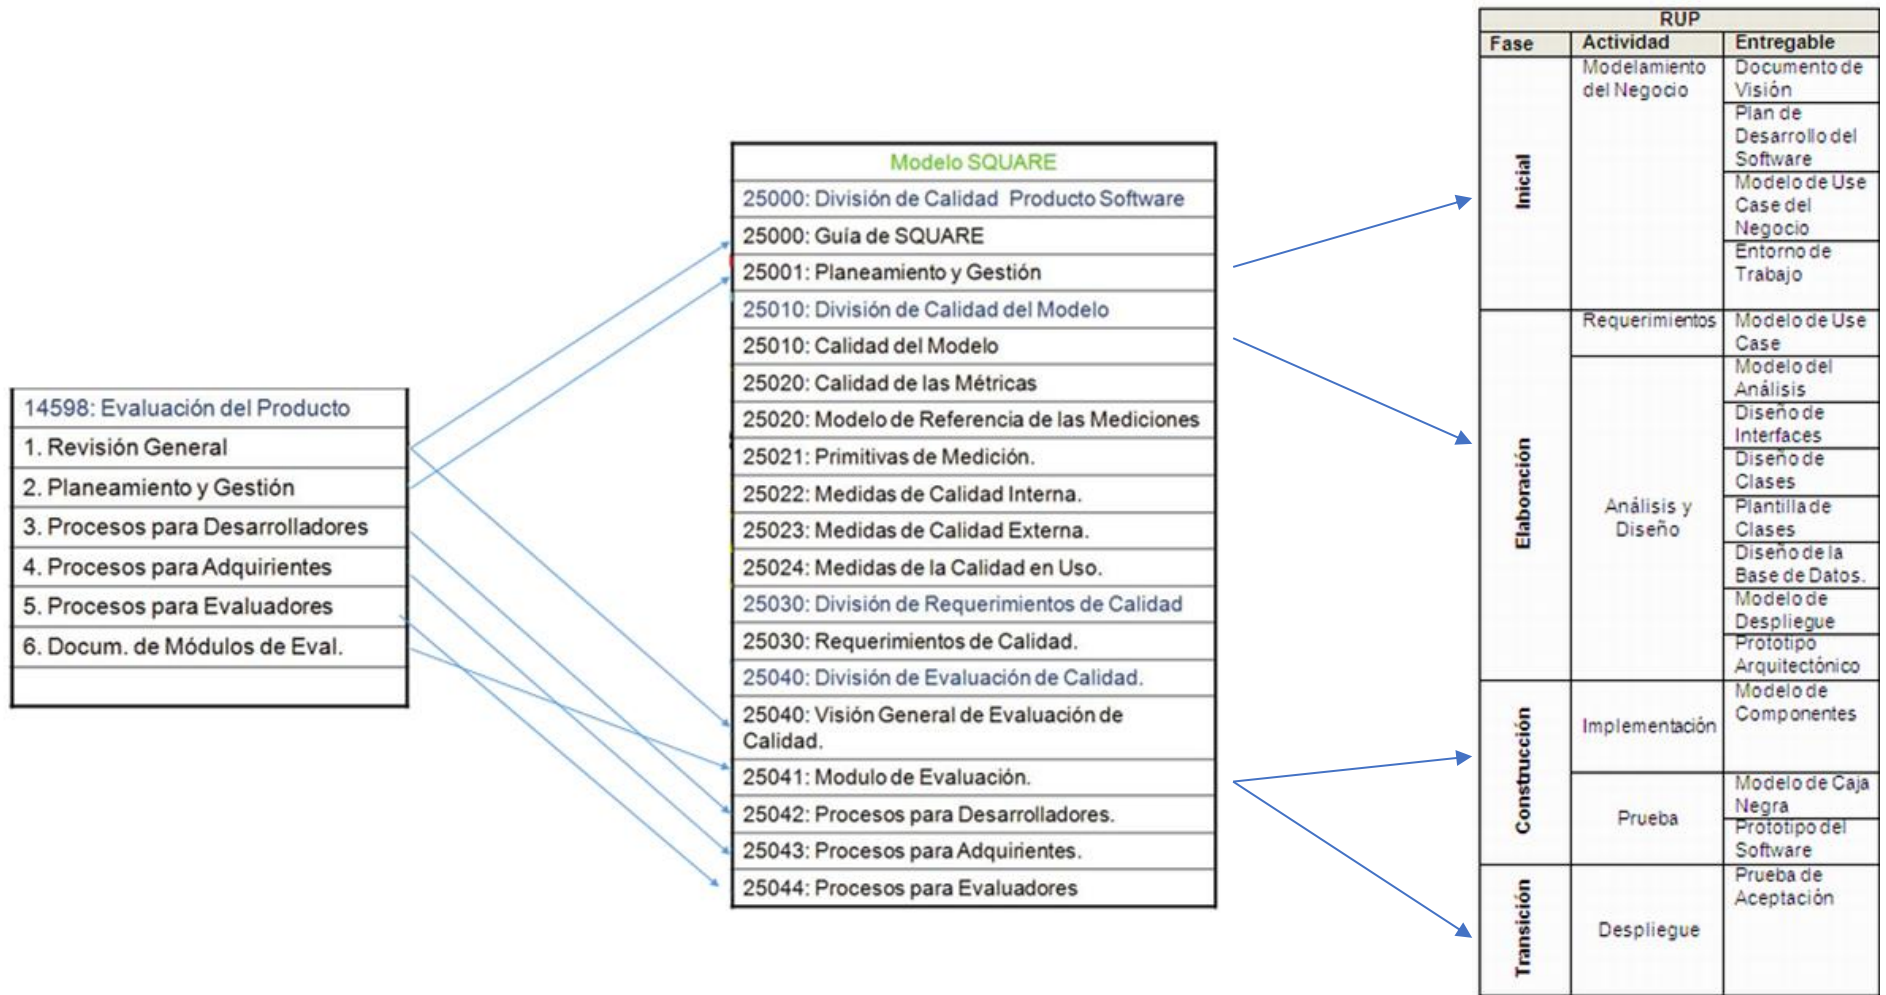 14598: Evaluación del Producto
1. Revisión General
2. Planeamiento y Gestión
3. Procesos para Desarrolladores
4. Procesos para Adquirientes
5. Procesos para Evaluadores
6. Docum. de Módulos de Eval.
Modelo SQUARE
25000: División de Calidad Producto Software
25000: Guía de SQUARE
25001: Planeamiento y Gestión
25010: División de Calidad del Modelo
25010: Calidad del Modelo
25020: Calidad de las Métricas
25020: Modelo de Referencia de las Mediciones
25021: Primitivas de Medición.
25022: Medidas de Calidad Interna.
25023: Medidas de Calidad Externa.
25024: Medidas de la Calidad en Uso.
25030: División de Requerimientos de Calidad
25030: Requerimientos de Calidad.
25040: División de Evaluación de Calidad.
25040: Visión General de Evaluación de
Calidad.
25041: Modulo de Evaluación.
25042: Procesos para Desarrolladores.
25043: Procesos para Adquirientes.
25044: Procesos para Evaluadores
RUP
Fase
Actividad
Entregable
Inicial
Modelamiento
del Negocio
Documento de
Visión
Plan de
Desarrollo del
Software
Modelo de Use
Case del
Negocio
Entorno de
Trabajo
Elaboración
Requerimientos
Modelo de Use
Case
Análisis y
Diseño
Modelo del
Análisis
Diseño de
Interfaces
Diseño de
Clases
Plantilla de
Clases
Diseño de la
Base de Datos.
Modelo de
Despliegue
Prototipo
Arquitectónico
Construcción
Implementación
Modelo de
Componentes
Prueba
Modelo de Caja
Negra
Prototipo del
Software
Transición
Despliegue
Prueba de
Aceptación